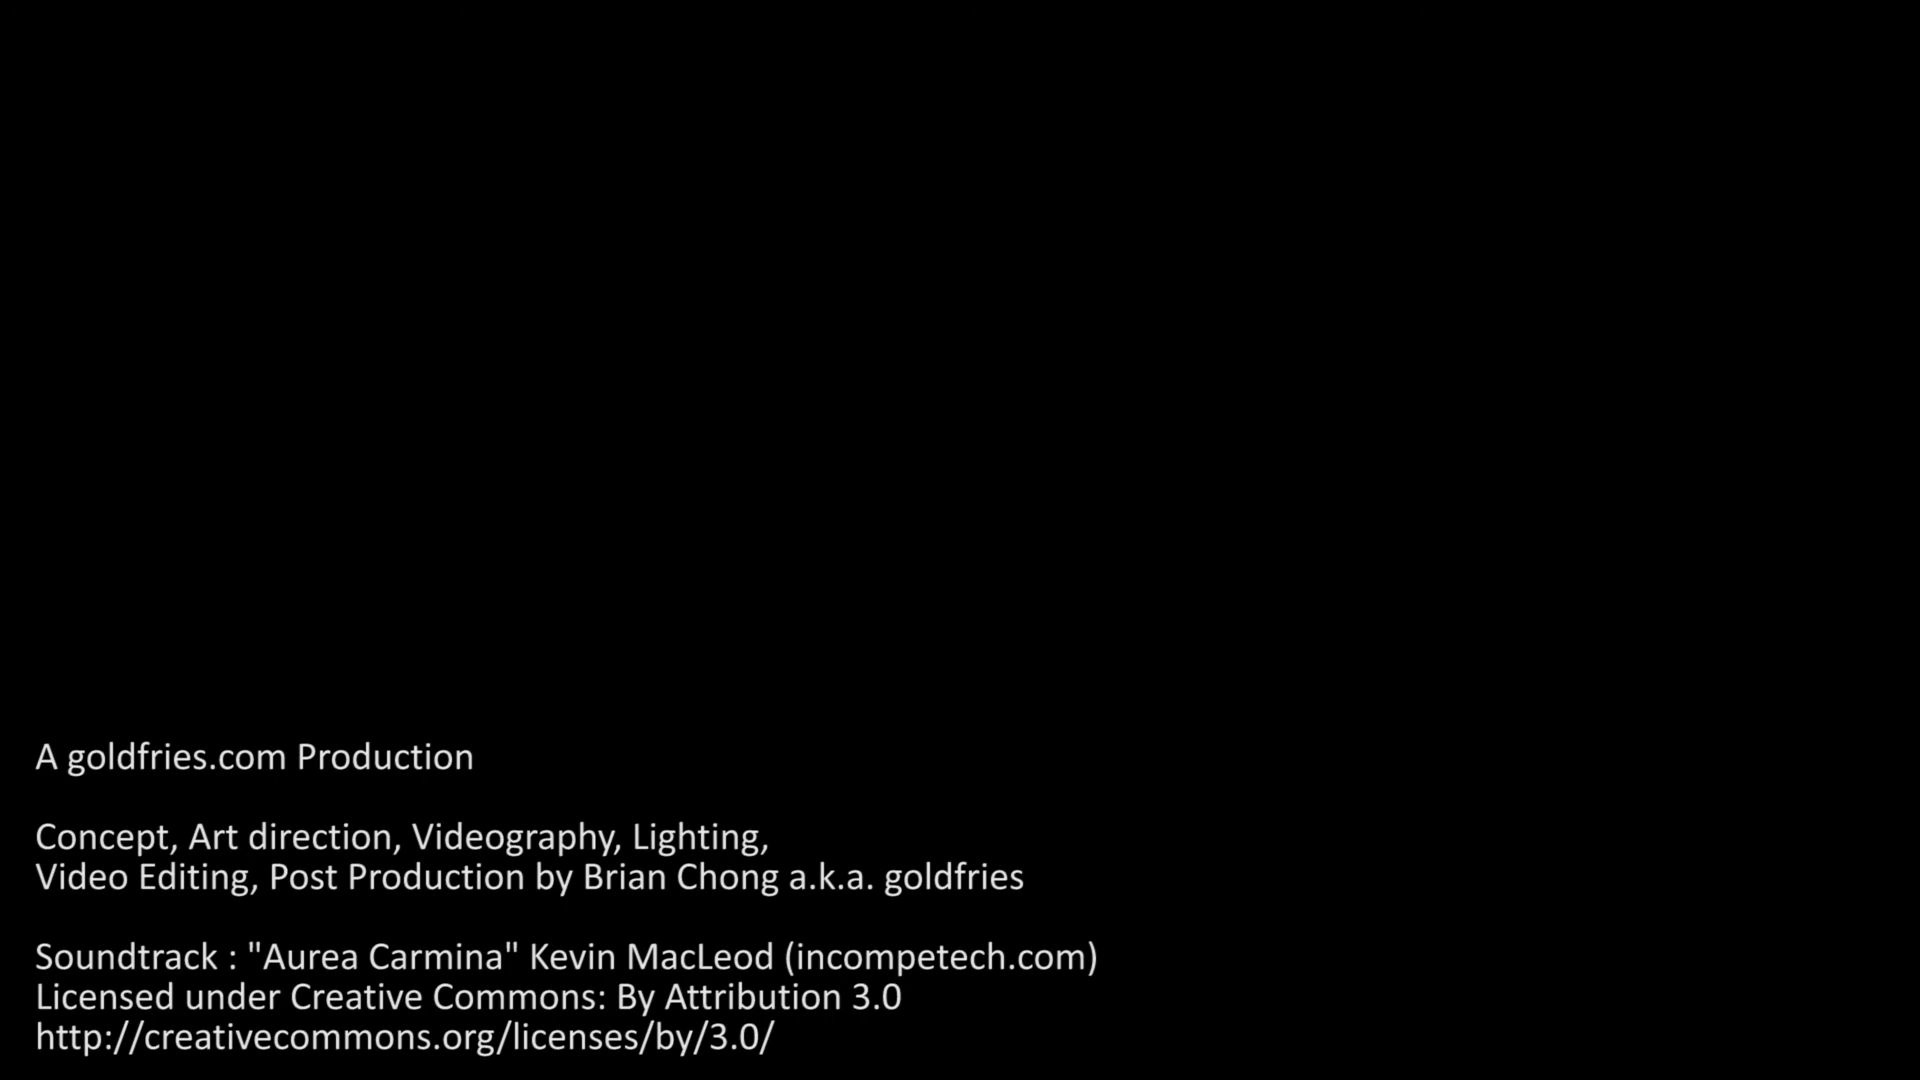 A goldfries.com Production
Concept, Art direction, Videography, Lighting,
Video Editing, Post Production by Brian Chong a.k.a. goldfries
Soundtrack : "Aurea Carmina" Kevin MacLeod (incompetech.com)
Licensed under Creative Commons: By Attribution 3.0
http://creativecommons.org/licenses/by/3.0/